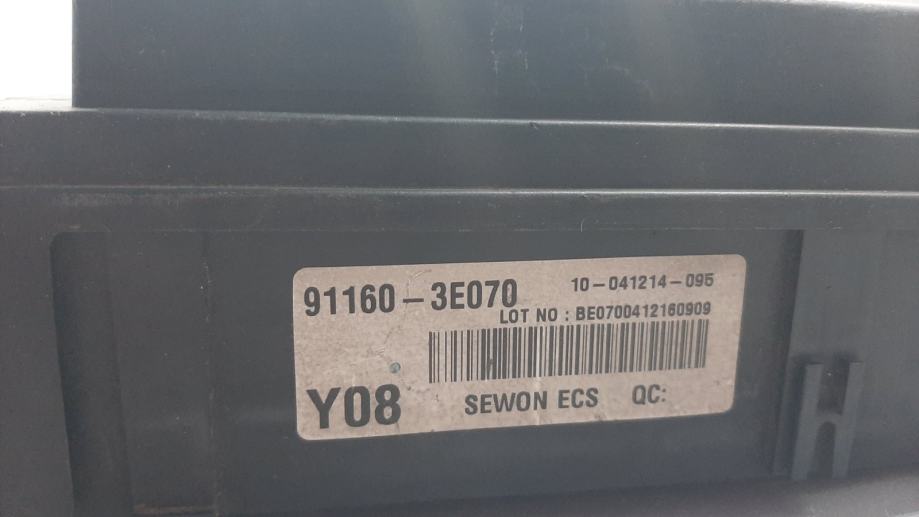 91160-3E070 10-041214-095
LOT NO : BE0700412160909
Y08 SEWON ECS QC: